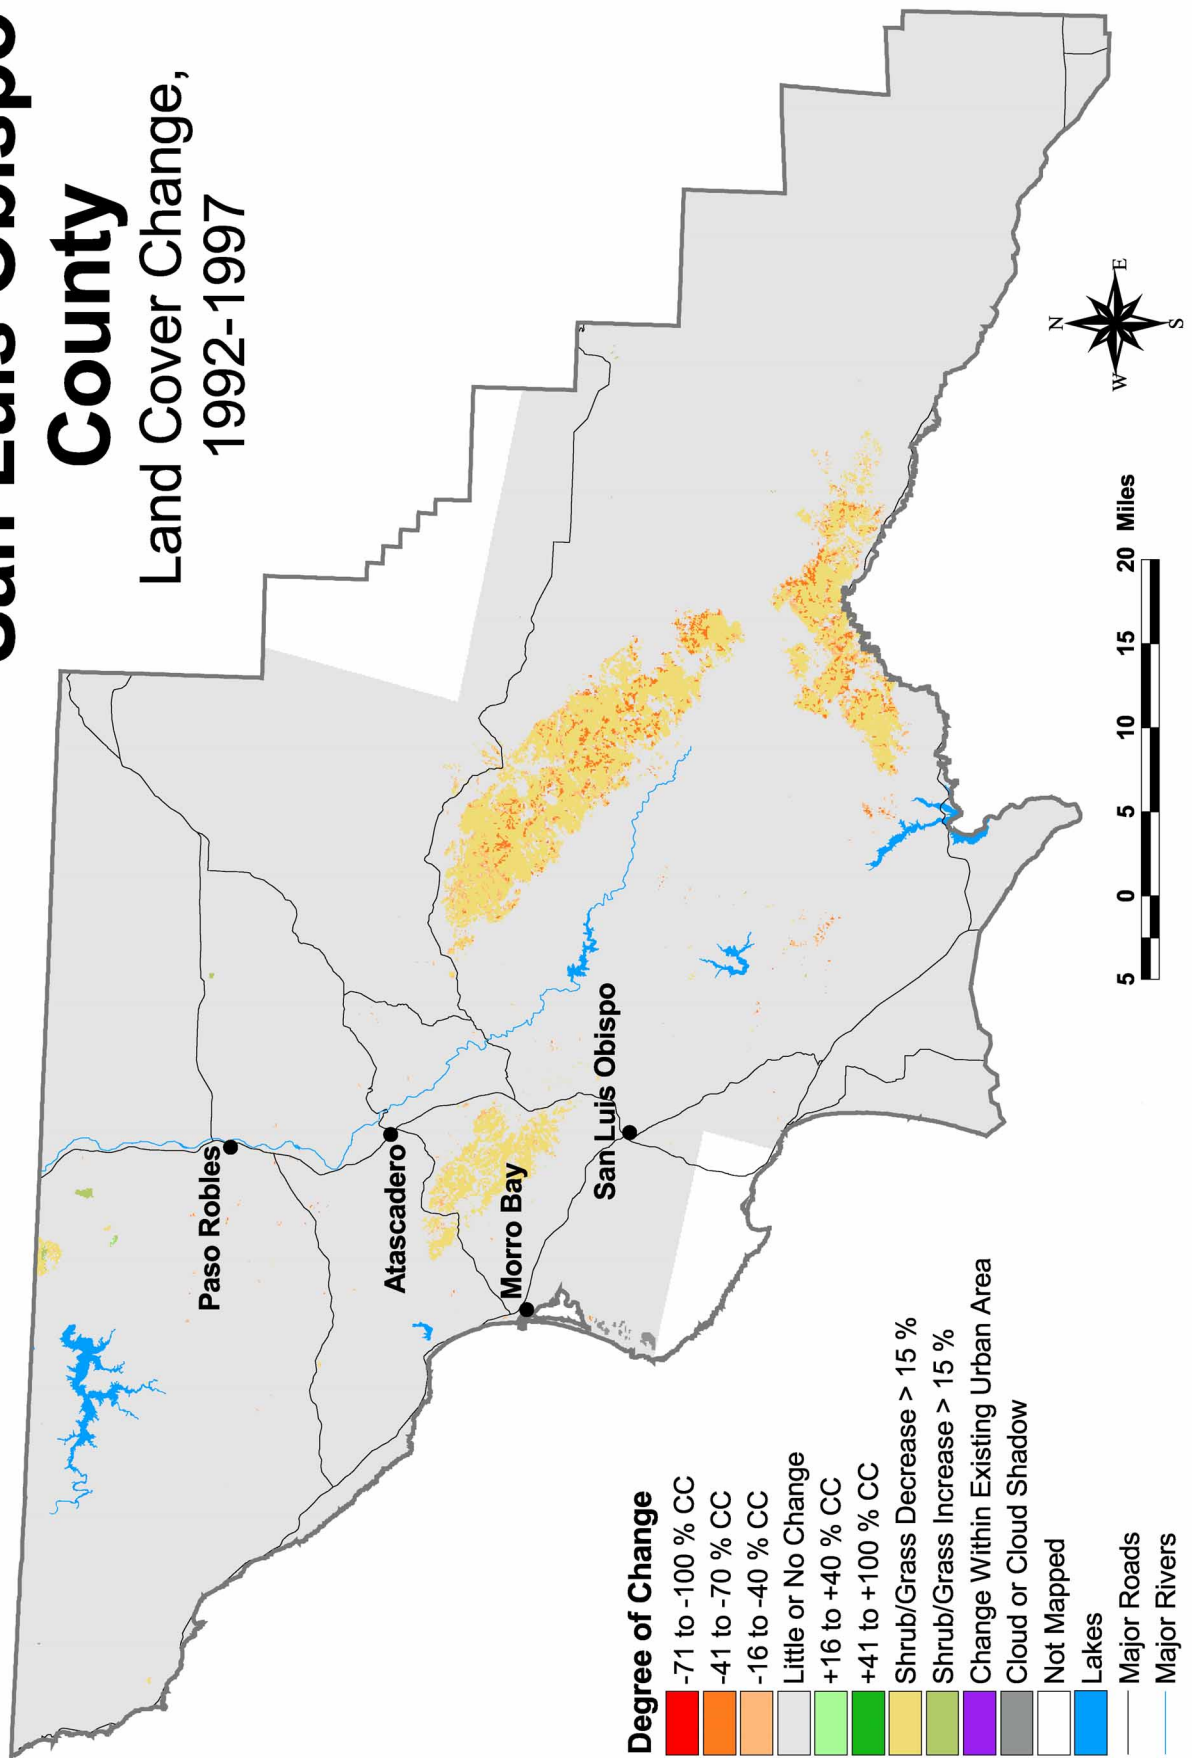 San Luis Obispo
County
Land Cover Change,
1992-1997
Paso Robles
Atascadero
Morro Bay
San Luis Obispo
Degree of Change
-71 to -100 % CC
-41 to -70 % CC
-16 to -40 % CC
Little or No Change
+16 to +40 % CC
+41 to +100 % CC
Shrub/Grass Decrease > 15 %
Shrub/Grass Increase > 15 %
Change Within Existing Urban Area
Cloud or Cloud Shadow
Not Mapped
Lakes
Major Roads
Major Rivers
5 0 5 10 15 20 Miles
N
W E
S